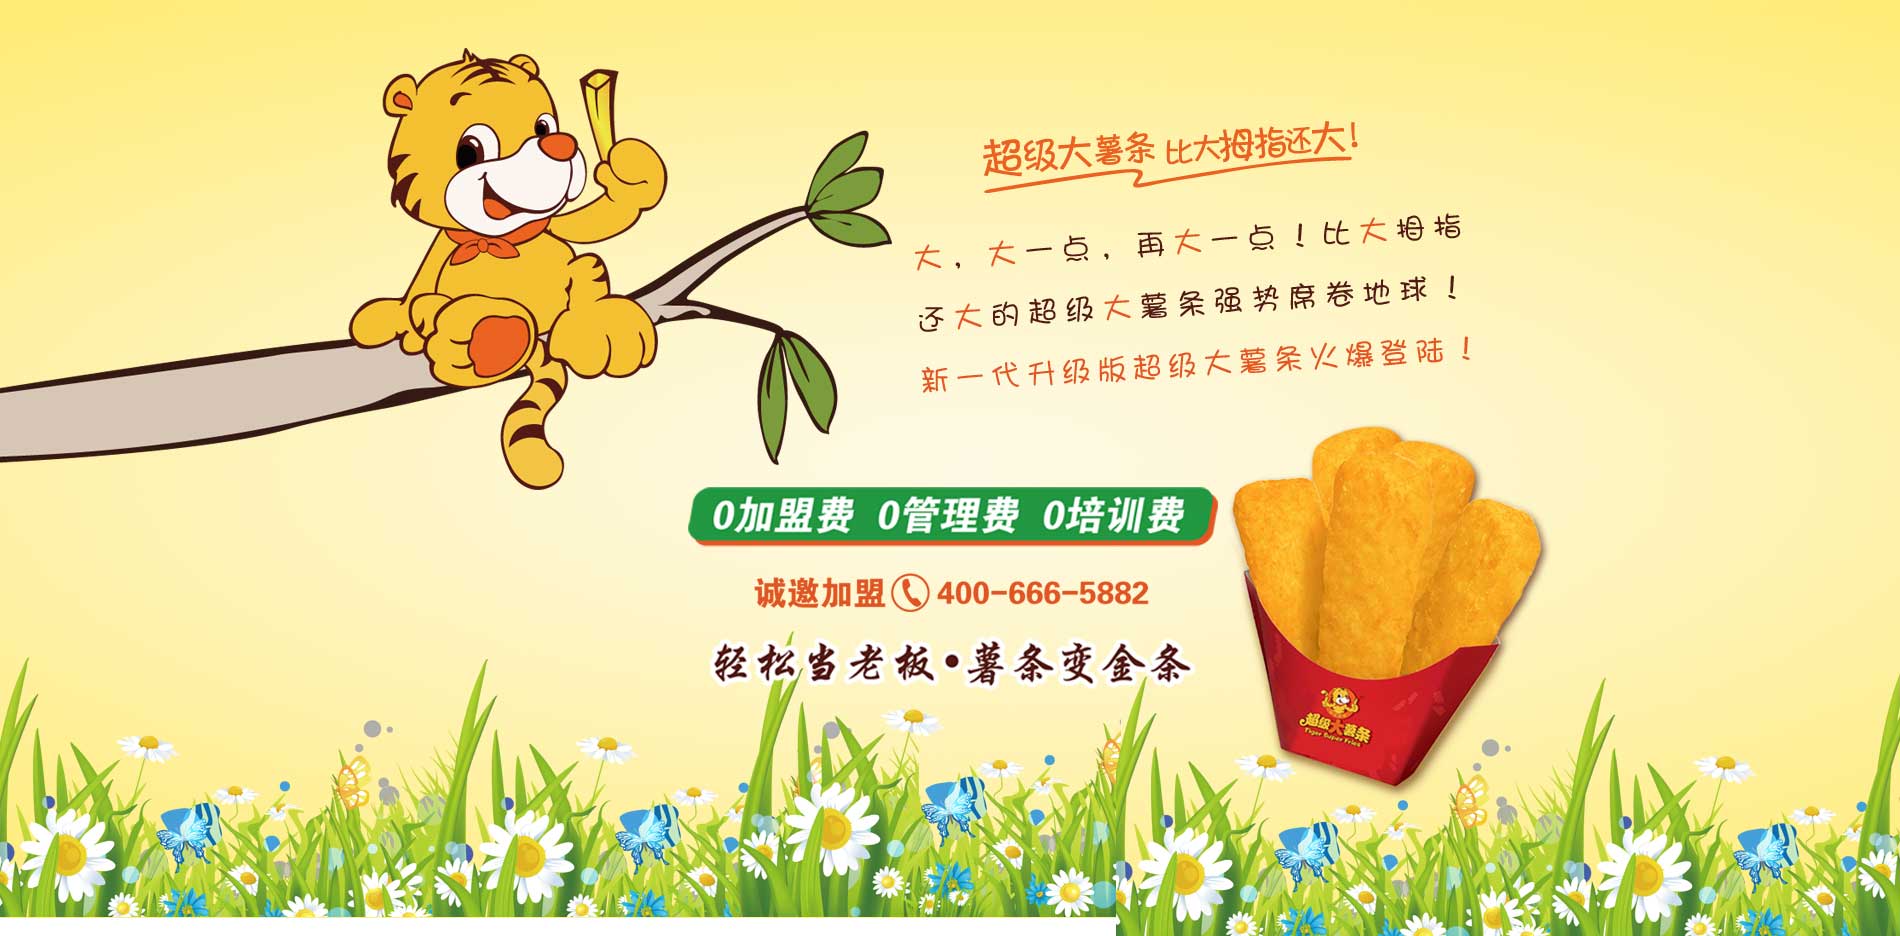 超级大薯条 比大拇指还大!
大,大一点,再大一点!比大拇指
还大的超级大薯条强势席卷地球!
新一代升级版超级大薯条火爆登陆!
0加盟费 0管理费 0培训费
诚邀加盟 400-666-5882
轻松当老板·薯条变金条
超级大薯条
Tiger Super Fries